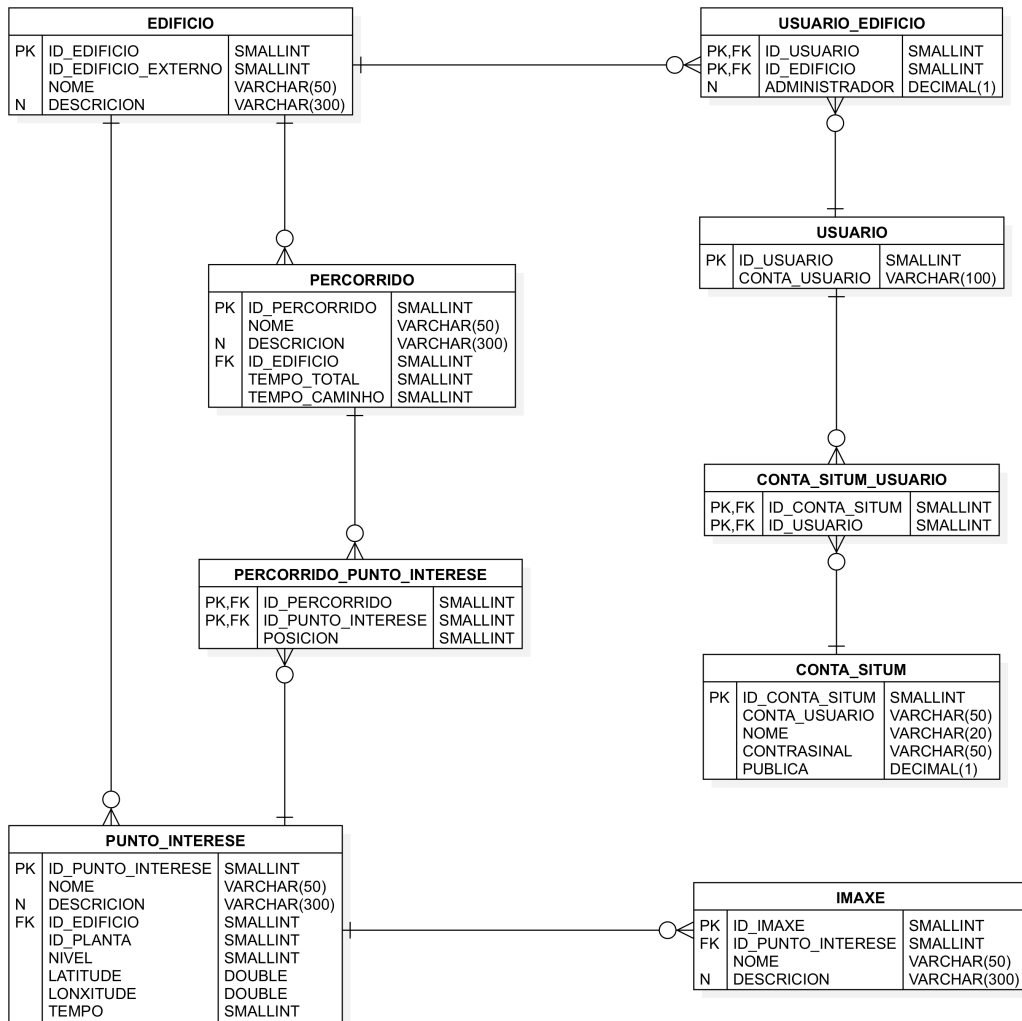 EDIFICIO
PK ID_EDIFICIO SMALLINT
ID_EDIFICIO_EXTERNO SMALLINT
NOME VARCHAR(50)
N DESCRICION VARCHAR(300)
USUARIO_EDIFICIO
PK,FK ID_USUARIO SMALLINT
PK,FK ID_EDIFICIO SMALLINT
N ADMINISTRADOR DECIMAL(1)
USUARIO
PK ID_USUARIO SMALLINT
CONTA_USUARIO VARCHAR(100)
PERCORRIDO
PK ID_PERCORRIDO SMALLINT
NOME VARCHAR(50)
N DESCRICION VARCHAR(300)
FK ID_EDIFICIO SMALLINT
TEMPO_TOTAL SMALLINT
TEMPO_CAMINHO SMALLINT
CONTA_SITUM_USUARIO
PK,FK ID_CONTA_SITUM SMALLINT
PK,FK ID_USUARIO SMALLINT
PERCORRIDO_PUNTO_INTERESE
PK,FK ID_PERCORRIDO SMALLINT
PK,FK ID_PUNTO_INTERESE SMALLINT
POSICION SMALLINT
CONTA_SITUM
PK ID_CONTA_SITUM SMALLINT
CONTA_USUARIO VARCHAR(50)
NOME VARCHAR(20)
CONTRASINAL VARCHAR(50)
PUBLICA DECIMAL(1)
PUNTO_INTERESE
PK ID_PUNTO_INTERESE SMALLINT
NOME VARCHAR(50)
N DESCRICION VARCHAR(300)
FK ID_EDIFICIO SMALLINT
ID_PLANTA SMALLINT
NIVEL SMALLINT
LATITUDE DOUBLE
LONXITUDE DOUBLE
TEMPO SMALLINT
IMAXE
PK ID_IMAXE SMALLINT
FK ID_PUNTO_INTERESE SMALLINT
NOME VARCHAR(50)
N DESCRICION VARCHAR(300)